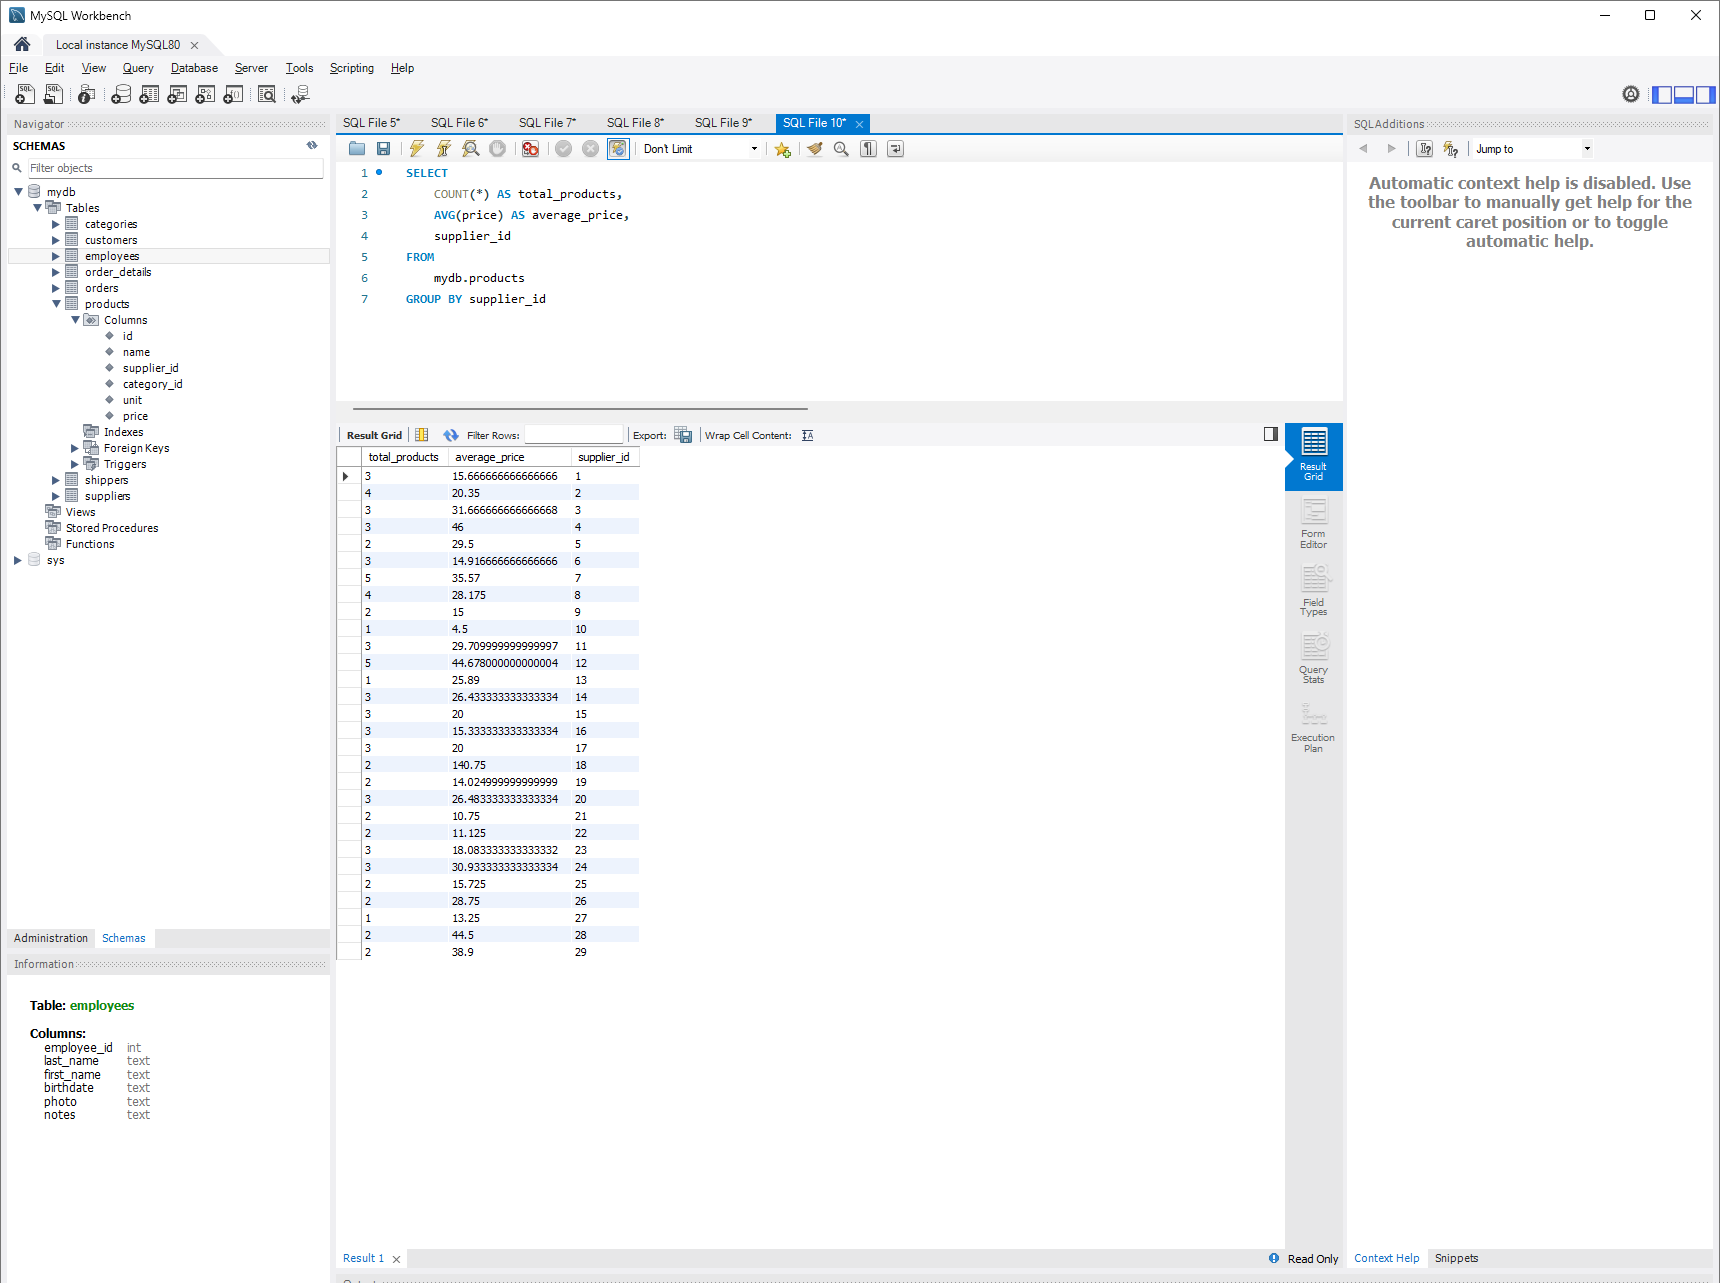 MySQL Workbench
Local instance MySQL80
File Edit View Query Database Server Tools Scripting Help
Navigator
SCHEMAS
Filter objects
mydb
Tables
categories
customers
employees
order_details
orders
products
Columns
id
name
supplier_id
category_id
unit
price
Indexes
Foreign Keys
Triggers
shippers
suppliers
Views
Stored Procedures
Functions
sys
Administration Schemas
Information
Table: employees
Columns:
employee_id int
last_name text
first_name text
birthdate text
photo text
notes text
SQL File 5* SQL File 6* SQL File 7* SQL File 8* SQL File 9* SQL File 10*
Don't Limit
1 SELECT
2 COUNT(*) AS total_products,
3 AVG(price) AS average_price,
4 supplier_id
5 FROM
6 mydb.products
7 GROUP BY supplier_id
Result Grid Filter Rows: Export: Wrap Cell Content:
total_products average_price supplier_id
3 15.666666666666666 1
4 20.35 2
3 31.666666666666668 3
3 46 4
2 29.5 5
3 14.916666666666666 6
5 35.57 7
4 28.175 8
2 15 9
1 4.5 10
3 29.709999999999997 11
5 44.678000000000004 12
1 25.89 13
3 26.433333333333334 14
3 20 15
3 15.333333333333334 16
3 20 17
2 140.75 18
2 14.024999999999999 19
3 26.483333333333334 20
2 10.75 21
2 11.125 22
3 18.083333333333332 23
3 30.933333333333334 24
2 15.725 25
2 28.75 26
1 13.25 27
2 44.5 28
2 38.9 29
Result
Grid
Form
Editor
Field
Types
Query
Stats
Execution
Plan
Result 1
Read Only
SQLAdditions
Jump to
Automatic context help is disabled. Use
the toolbar to manually get help for the
current caret position or to toggle
automatic help.
Context Help Snippets